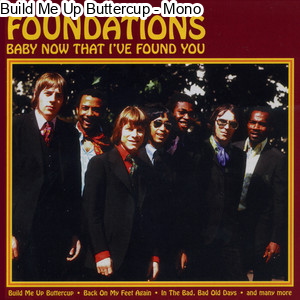 Build Me Up Buttercup - Mono
FOUNDATIONS
BABY NOW THAT I'VE FOUND YOU
Build Me Up Buttercup • Back On My Feet Again • In The Bad, Bad Old Days • and many more